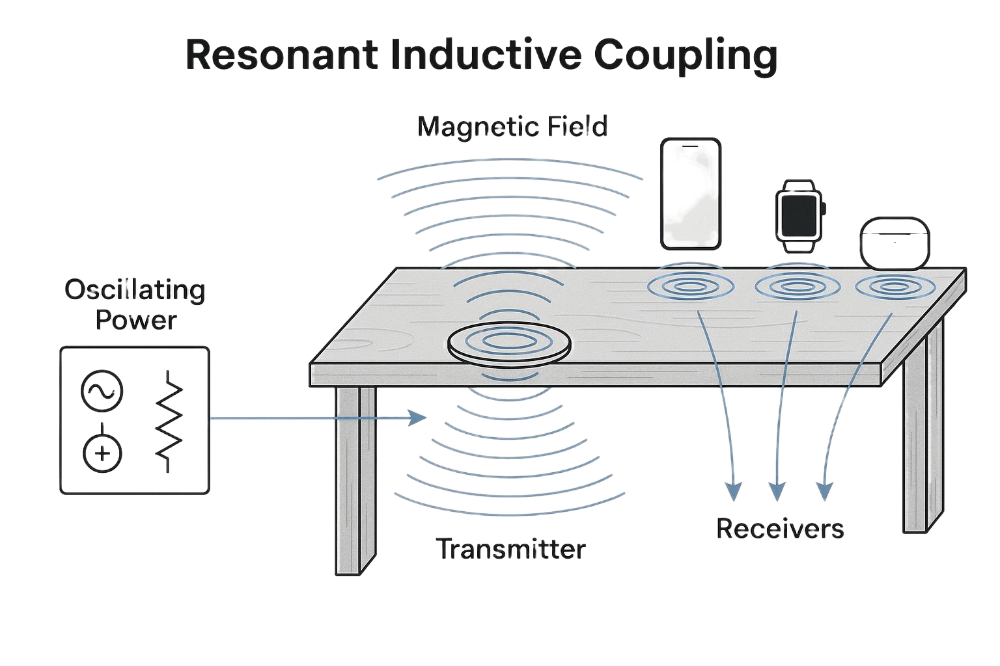 Resonant Inductive Coupling
Magnetic Field
Oscillating
Power
Receivers
Transmitter